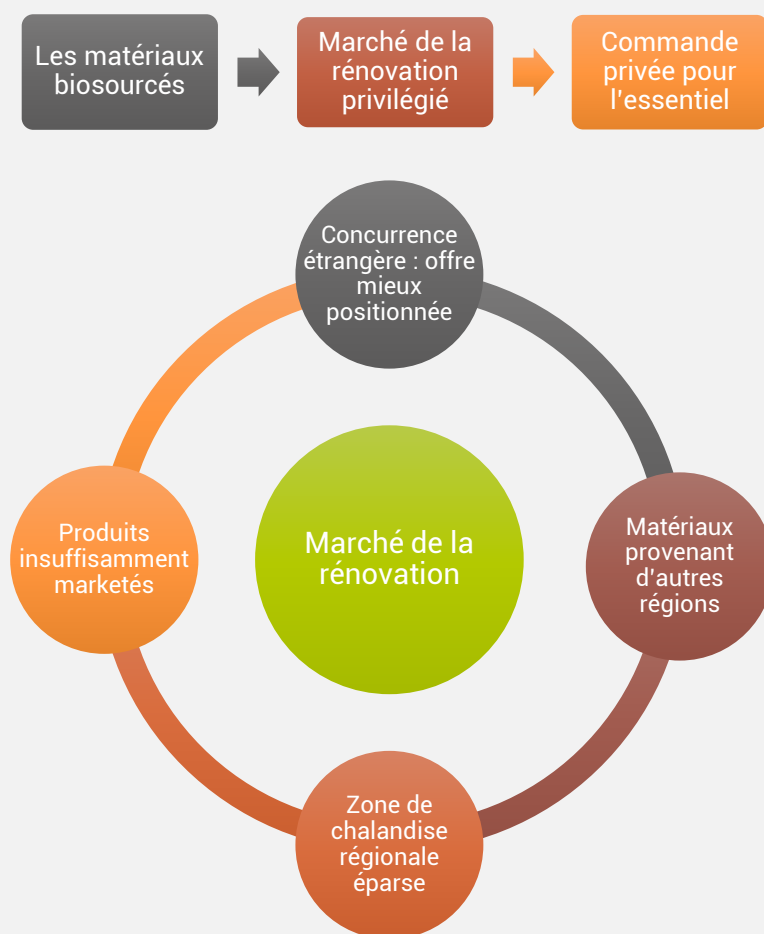 Les matériaux
biosourcés
Marché de la
rénovation
privilégié
Commande
privée pour
l'essentiel
Concurrence
étrangère : offre
mieux
positionnée
Produits
insuffisamment
marketés
Marché de la
rénovation
Matériaux
provenant
d'autres
régions
Zone de
chalandise
régionale
éparse